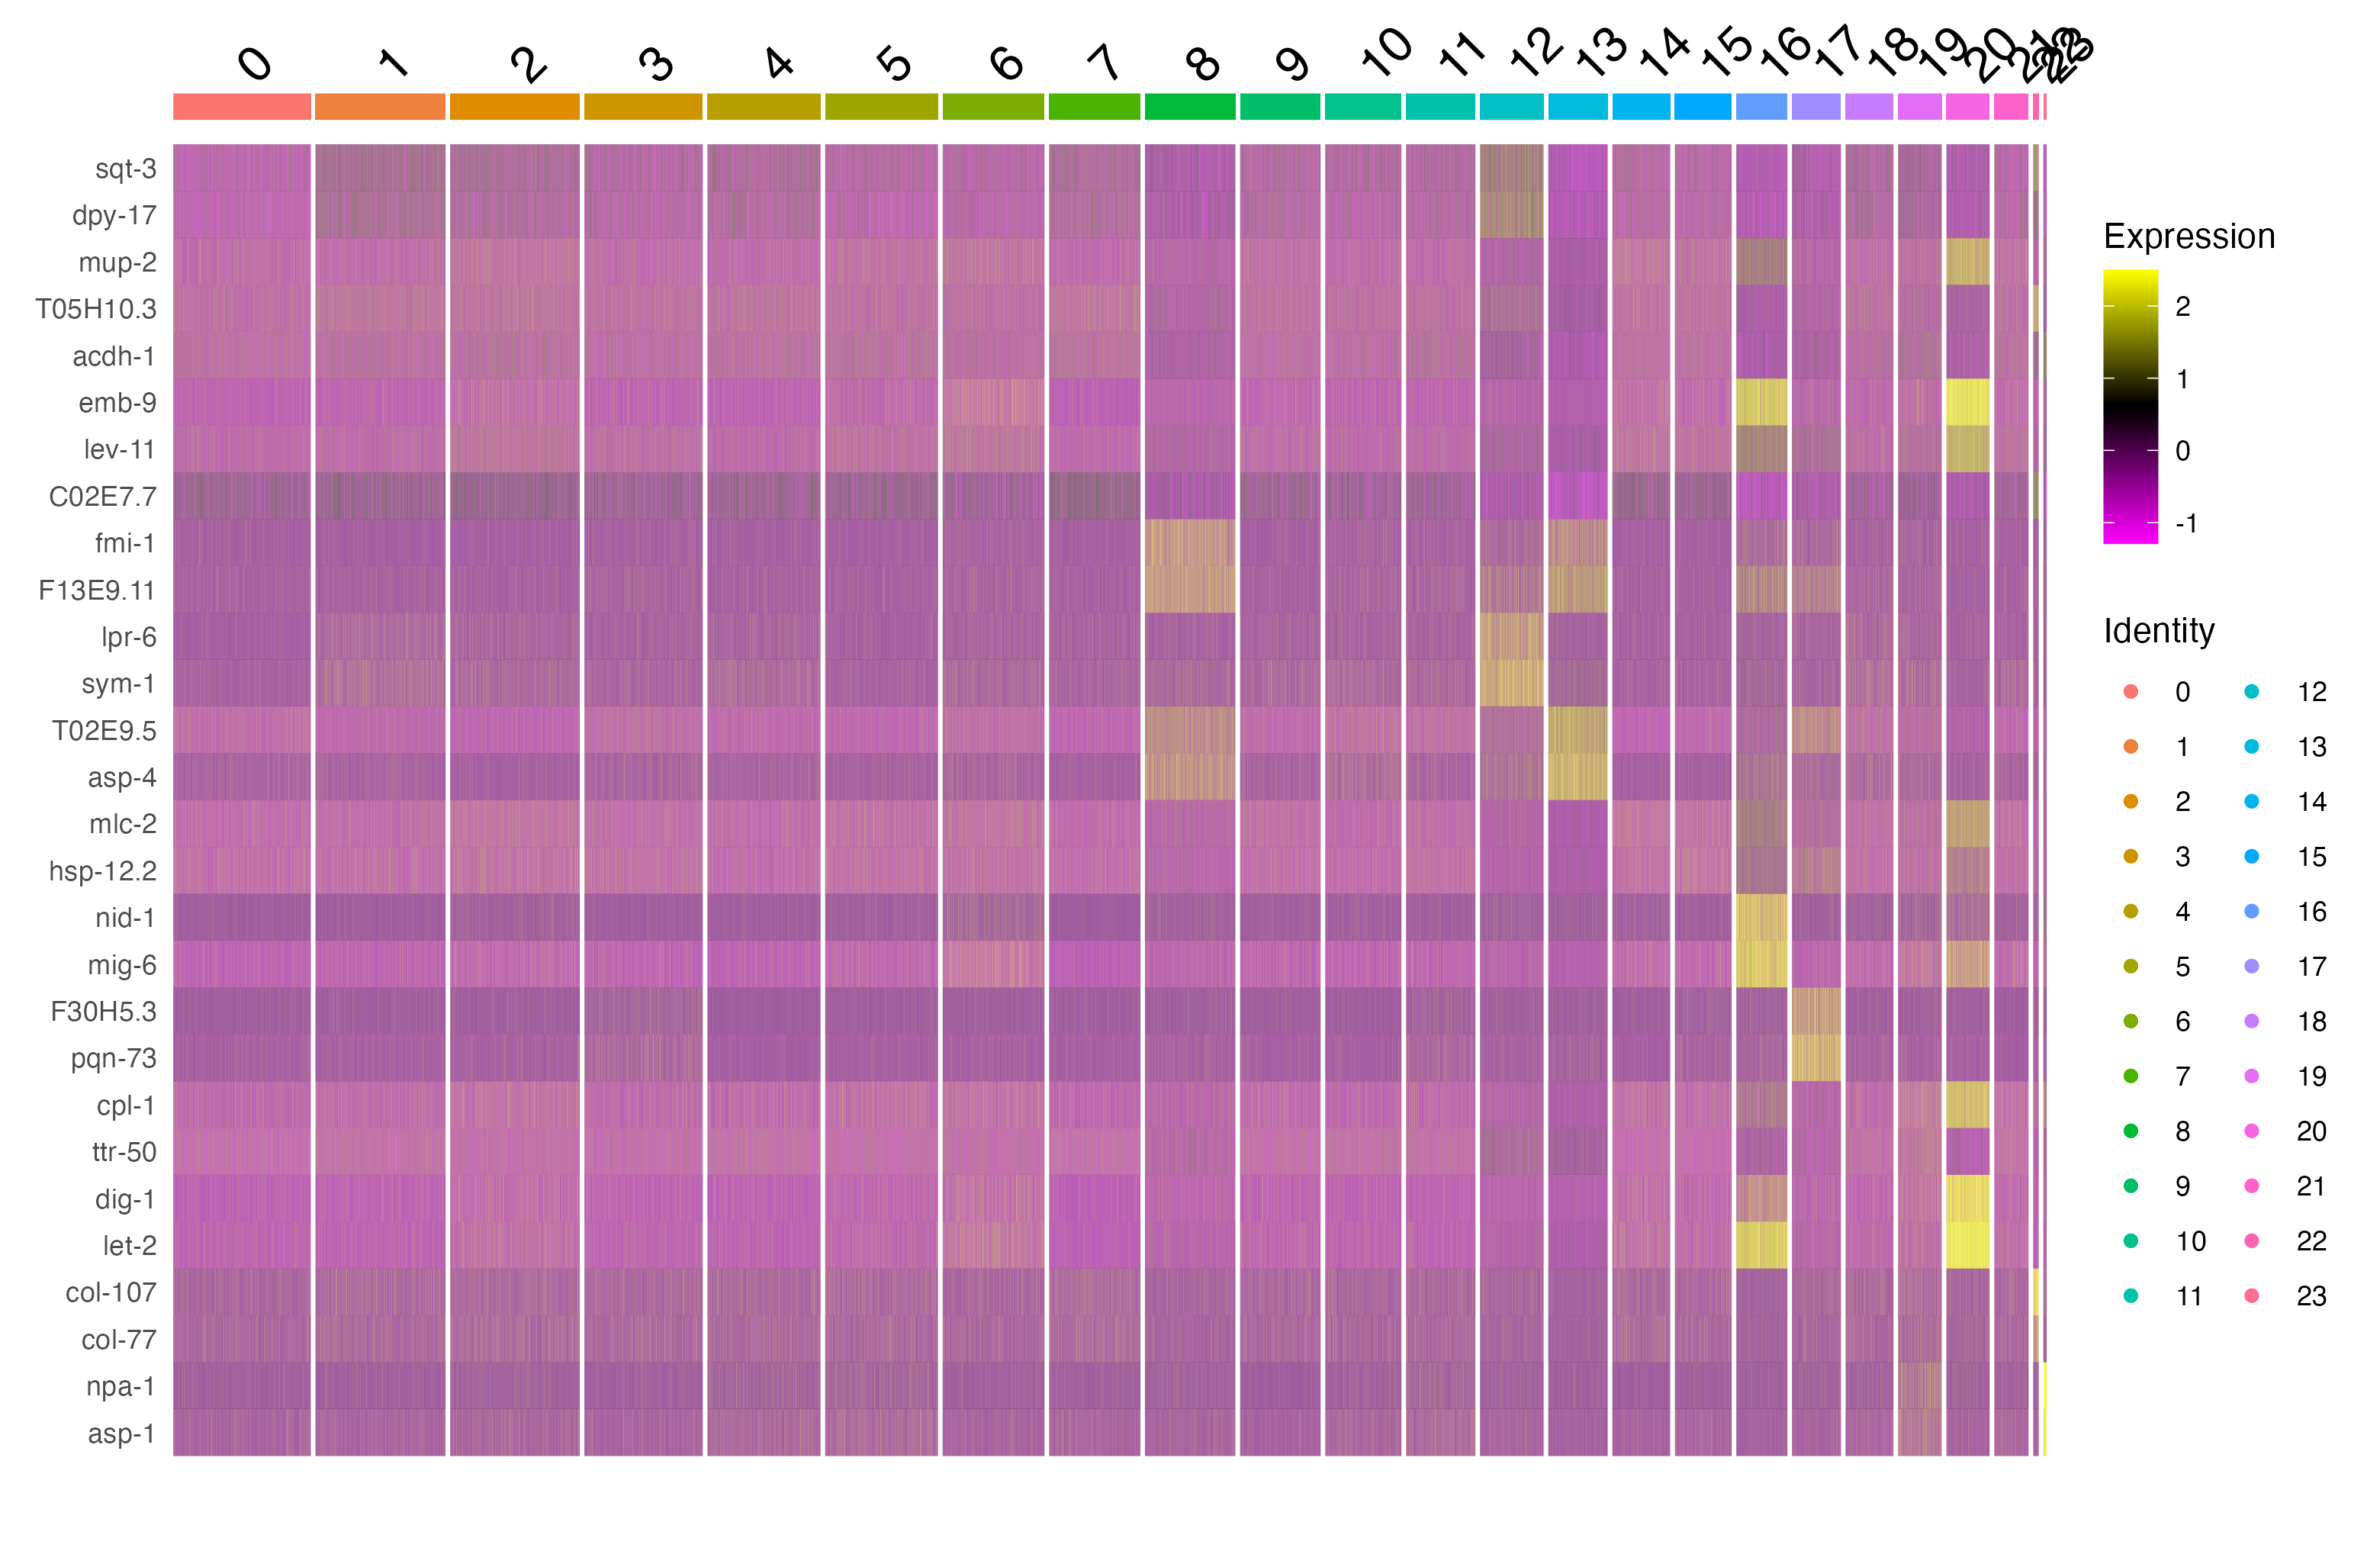 0 1 2 3 4 5 6 7 8 9 10 11 12 13 14 15 16 17 18 19 20 21 22 23
sqt-3
dpy-17
mup-2
T05H10.3
acdh-1
emb-9
lev-11
C02E7.7
fmi-1
F13E9.11
lpr-6
sym-1
T02E9.5
asp-4
mlc-2
hsp-12.2
nid-1
mig-6
F30H5.3
pqn-73
cpl-1
ttr-50
dig-1
let-2
col-107
col-77
npa-1
asp-1
Expression
2
1
0
-1
Identity
0 12
1 13
2 14
3 15
4 16
5 17
6 18
7 19
8 20
9 21
10 22
11 23